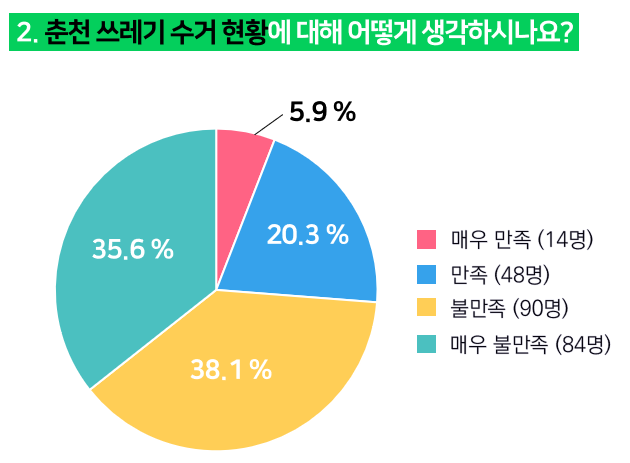 2. 춘천 쓰레기 수거 현황에 대해 어떻게 생각하시나요?
5.9 %
35.6 %
20.3 %
38.1 %
매우 만족 (14명)
만족 (48명)
불만족 (90명)
매우 불만족 (84명)